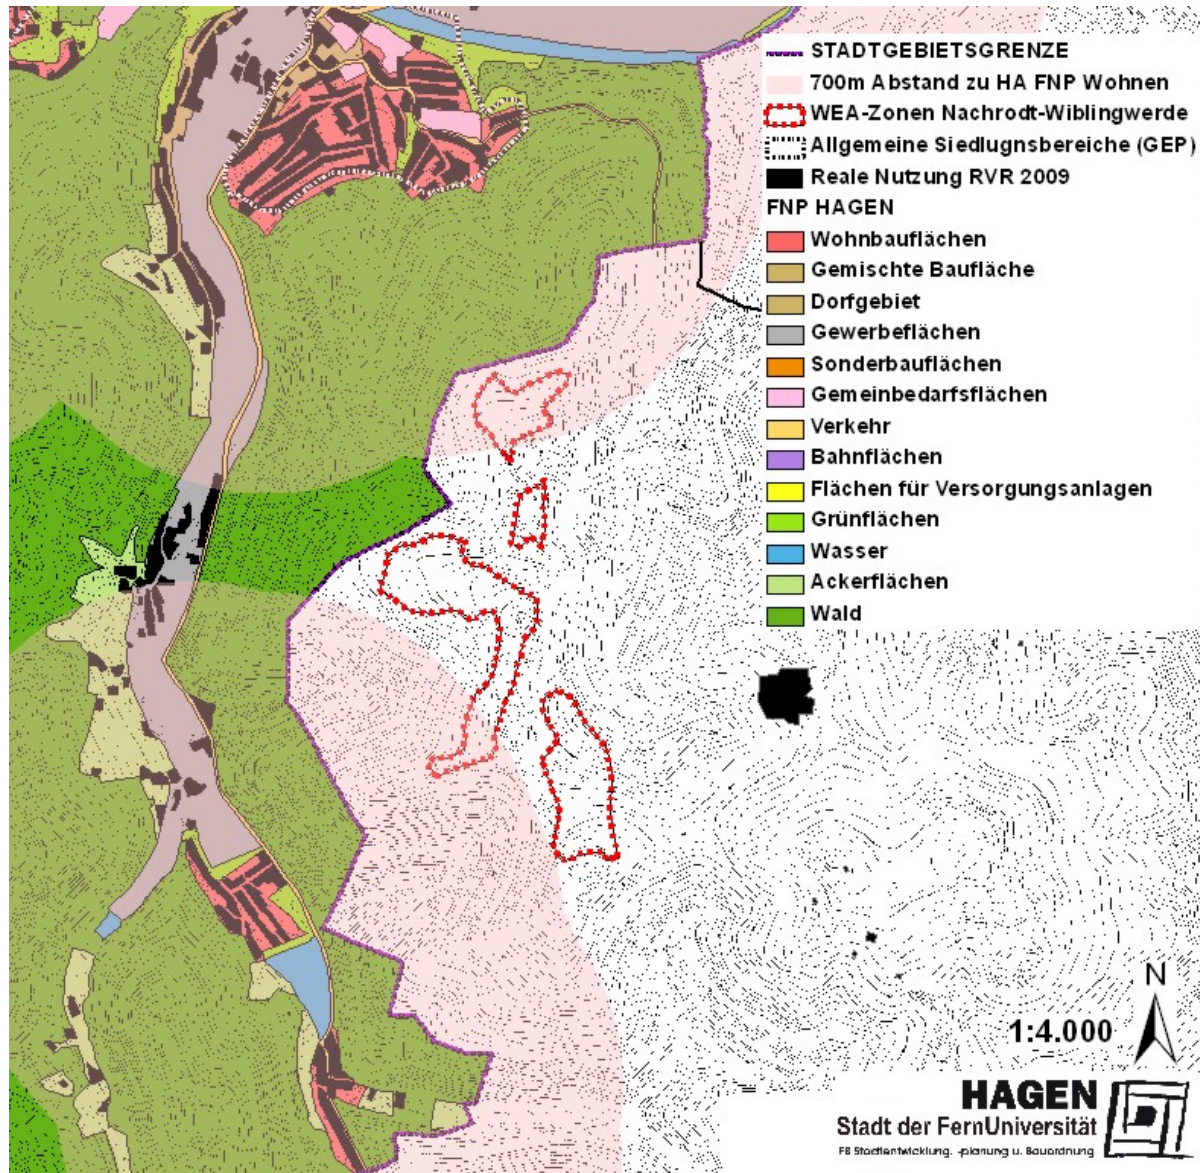 STADTGEBIETSGRENZE
700m Abstand zu HA FNP Wohnen
WEA-Zonen Nachrodt-Wiblingwerde
Allgemeine Siedlugnsbereiche (GEP)
Reale Nutzung RVR 2009
FNP HAGEN
Wohnbauflächen
Gemischte Baufläche
Dorfgebiet
Gewerbeflächen
Sonderbauflächen
Gemeinbedarfsflächen
Verkehr
Bahnflächen
Flächen für Versorgungsanlagen
Grünflächen
Wasser
Ackerflächen
Wald
N
1:4.000
HAGEN
Stadt der FernUniversität
FB Stadtentwicklung, -planung u. Bauordnung